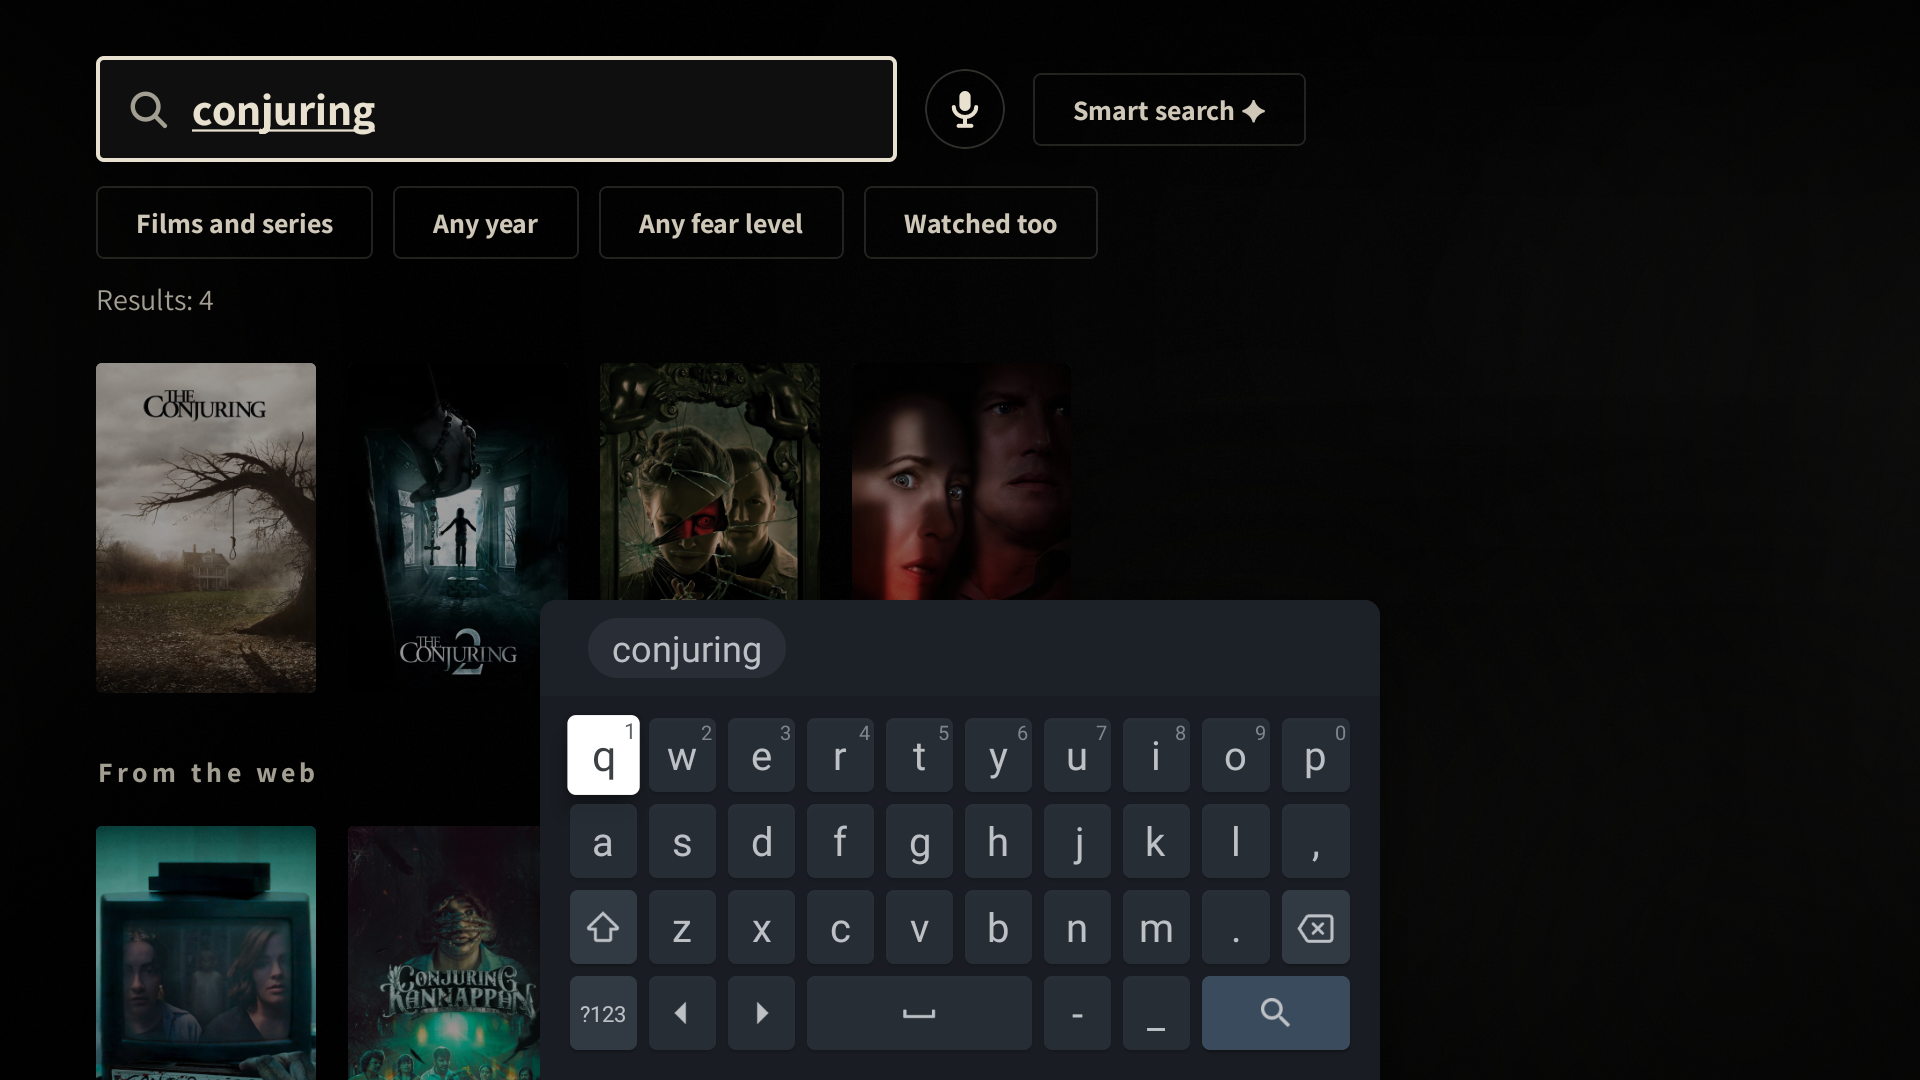 conjuring
Smart search
Films and series
Any year
Any fear level
Watched too
Results: 4
THE
CONJURING
THE
CONJURING 2
From the web
CONJURING
KANNAPPAN
conjuring
q 1 w 2 e 3 r 4 t 5 y 6 u 7 i 8 o 9 p 0
a s d f g h j k l ,
z x c v b n m .
?123 - _